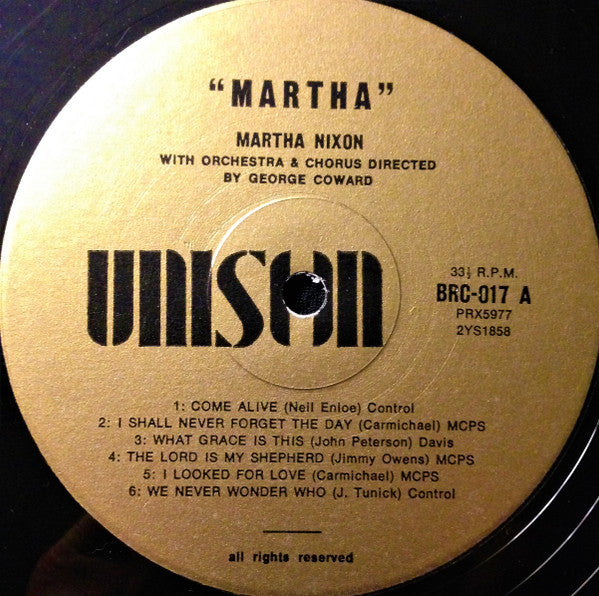 “MARTHA”
MARTHA NIXON
WITH ORCHESTRA & CHORUS DIRECTED
BY GEORGE COWARD
UNISON
33⅓ R.P.M.
BRC-017 A
PRX5977
2YS1858
1: COME ALIVE (Neil Enloe) Control
2: I SHALL NEVER FORGET THE DAY (Carmichael) MCPS
3: WHAT GRACE IS THIS (John Peterson) Davis
4: THE LORD IS MY SHEPHERD (Jimmy Owens) MCPS
5: I LOOKED FOR LOVE (Carmichael) MCPS
6: WE NEVER WONDER WHO (J. Tunick) Control
all rights reserved